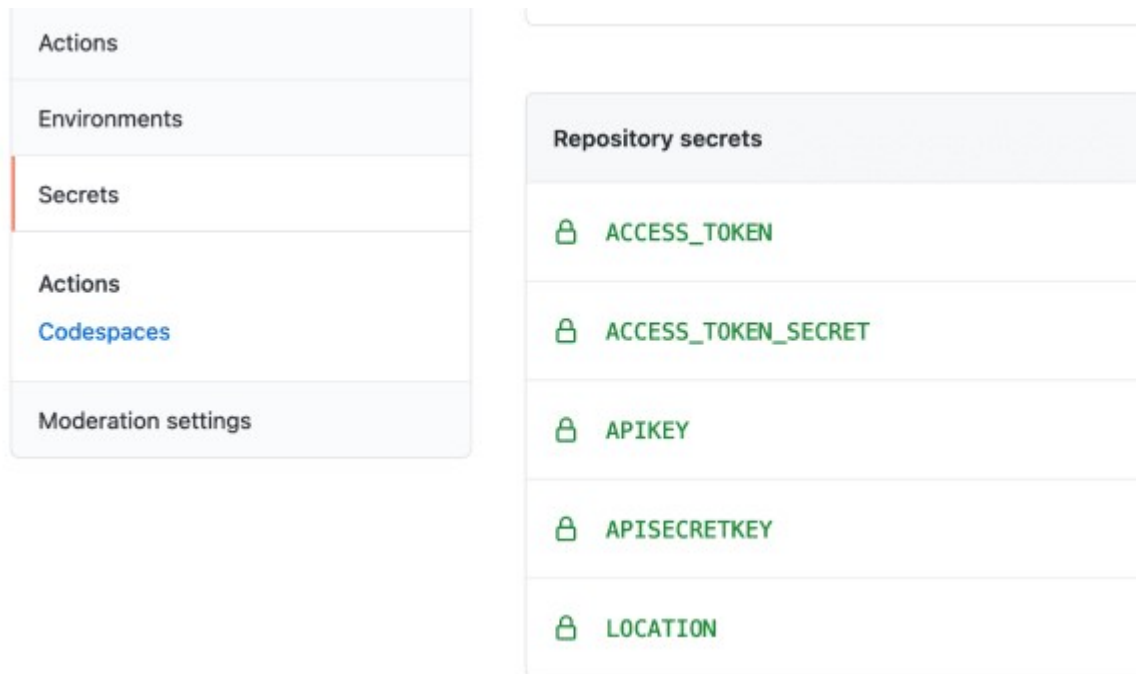 Actions
Environments
Secrets
Actions
Codespaces
Moderation settings
Repository secrets
ACCESS_TOKEN
ACCESS_TOKEN_SECRET
APIKEY
APISECRETKEY
LOCATION